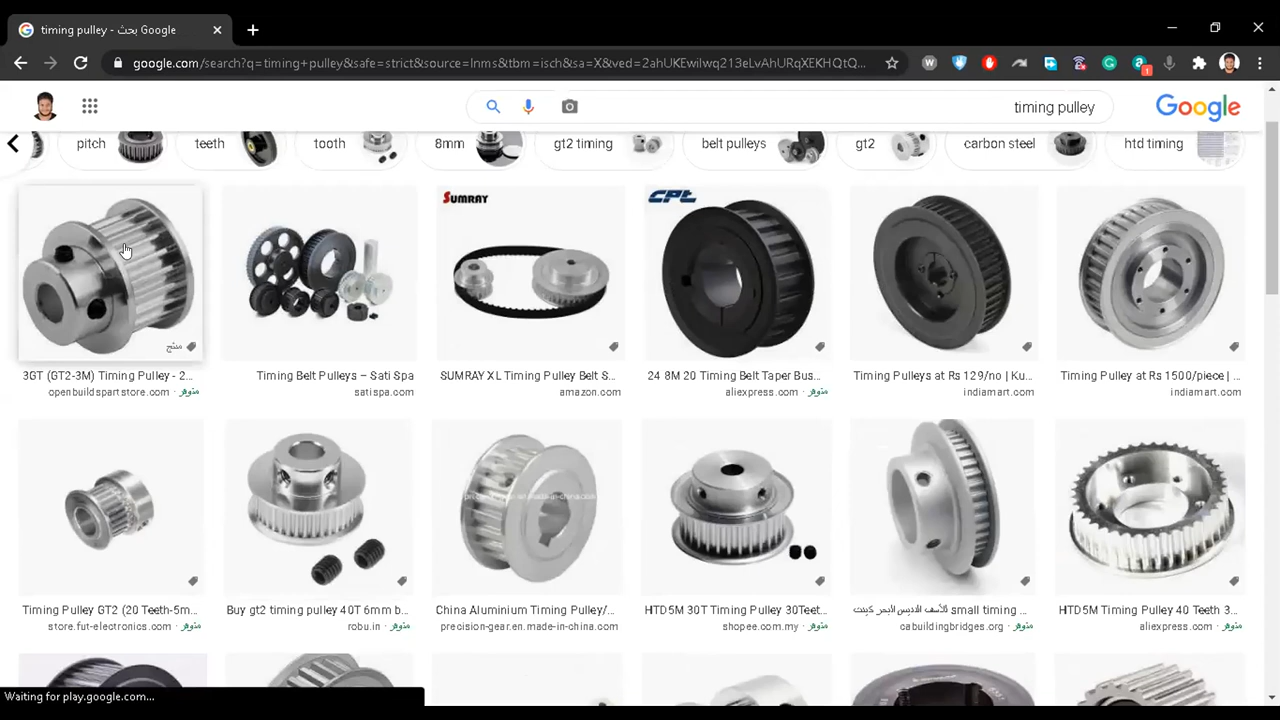 timing pulley - بحث Google
google.com/search?q=timing+pulley&safe=strict&source=lnms&tbm=isch&sa=X&ved=2ahUKEwilwq213eLvAhURqXEKHQtQ...
timing pulley
Google
pitch
teeth
tooth
8mm
gt2 timing
belt pulleys
gt2
carbon steel
htd timing
SUMRAY
CPT
منتج
3GT (GT2-3M) Timing Pulley - 2...
openbuildspartstore.com · متوفر
Timing Belt Pulleys – Sati Spa
satispa.com
SUMRAY XL Timing Pulley Belt S...
amazon.com
24 8M 20 Timing Belt Taper Bus...
aliexpress.com · متوفر
Timing Pulleys at Rs 129/no | Ku...
indiamart.com
Timing Pulley at Rs 1500/piece | ...
indiamart.com
Timing Pulley GT2 (20 Teeth-5m...
store.fut-electronics.com · متوفر
Buy gt2 timing pulley 40T 6mm b...
robu.in · متوفر
China Aluminium Timing Pulley/...
precision-gear.en.made-in-china.com
HTD5M 30T Timing Pulley 30Teet...
shopee.com.my · متوفر
small timing ...
cabuildingbridges.org · متوفر
HTD5M Timing Pulley 40 Teeth 3...
aliexpress.com · متوفر
Waiting for play.google.com...